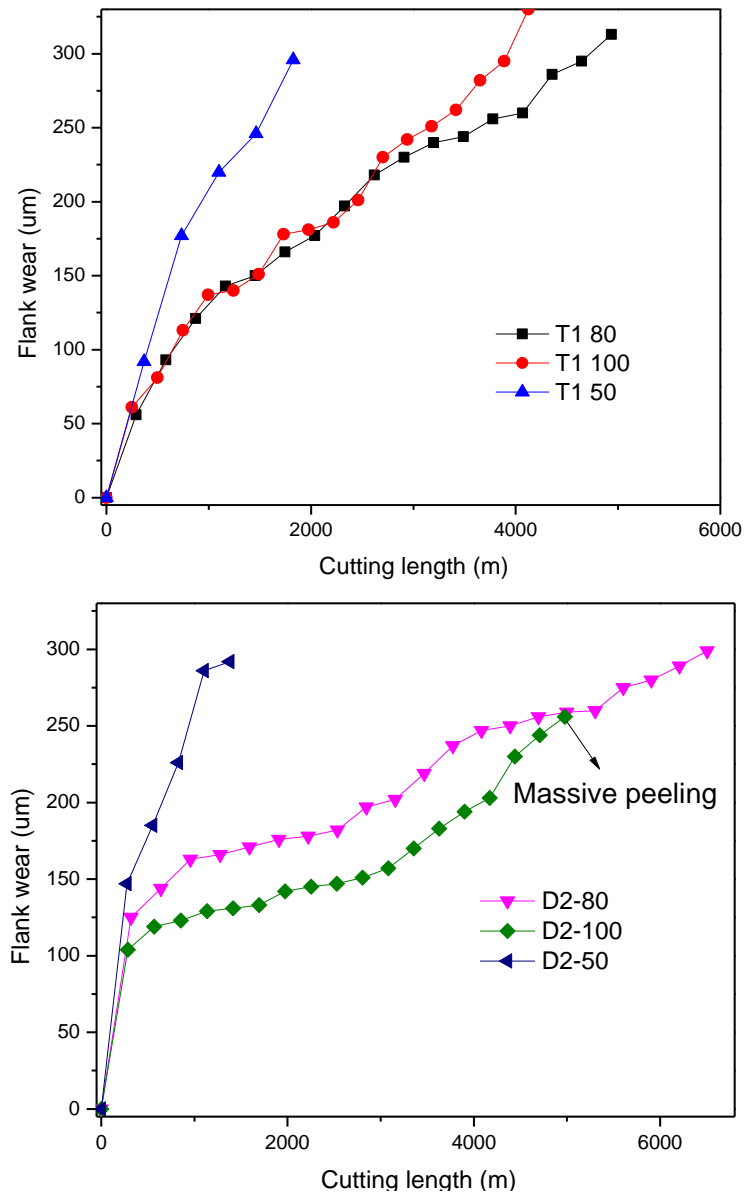 300
250
200
150
100
50
0
Flank wear (um)
T1 80
T1 100
T1 50
0
2000
4000
6000
Cutting length (m)
300
250
200
150
100
50
0
Flank wear (um)
Massive peeling
D2-80
D2-100
D2-50
0
2000
4000
6000
Cutting length (m)